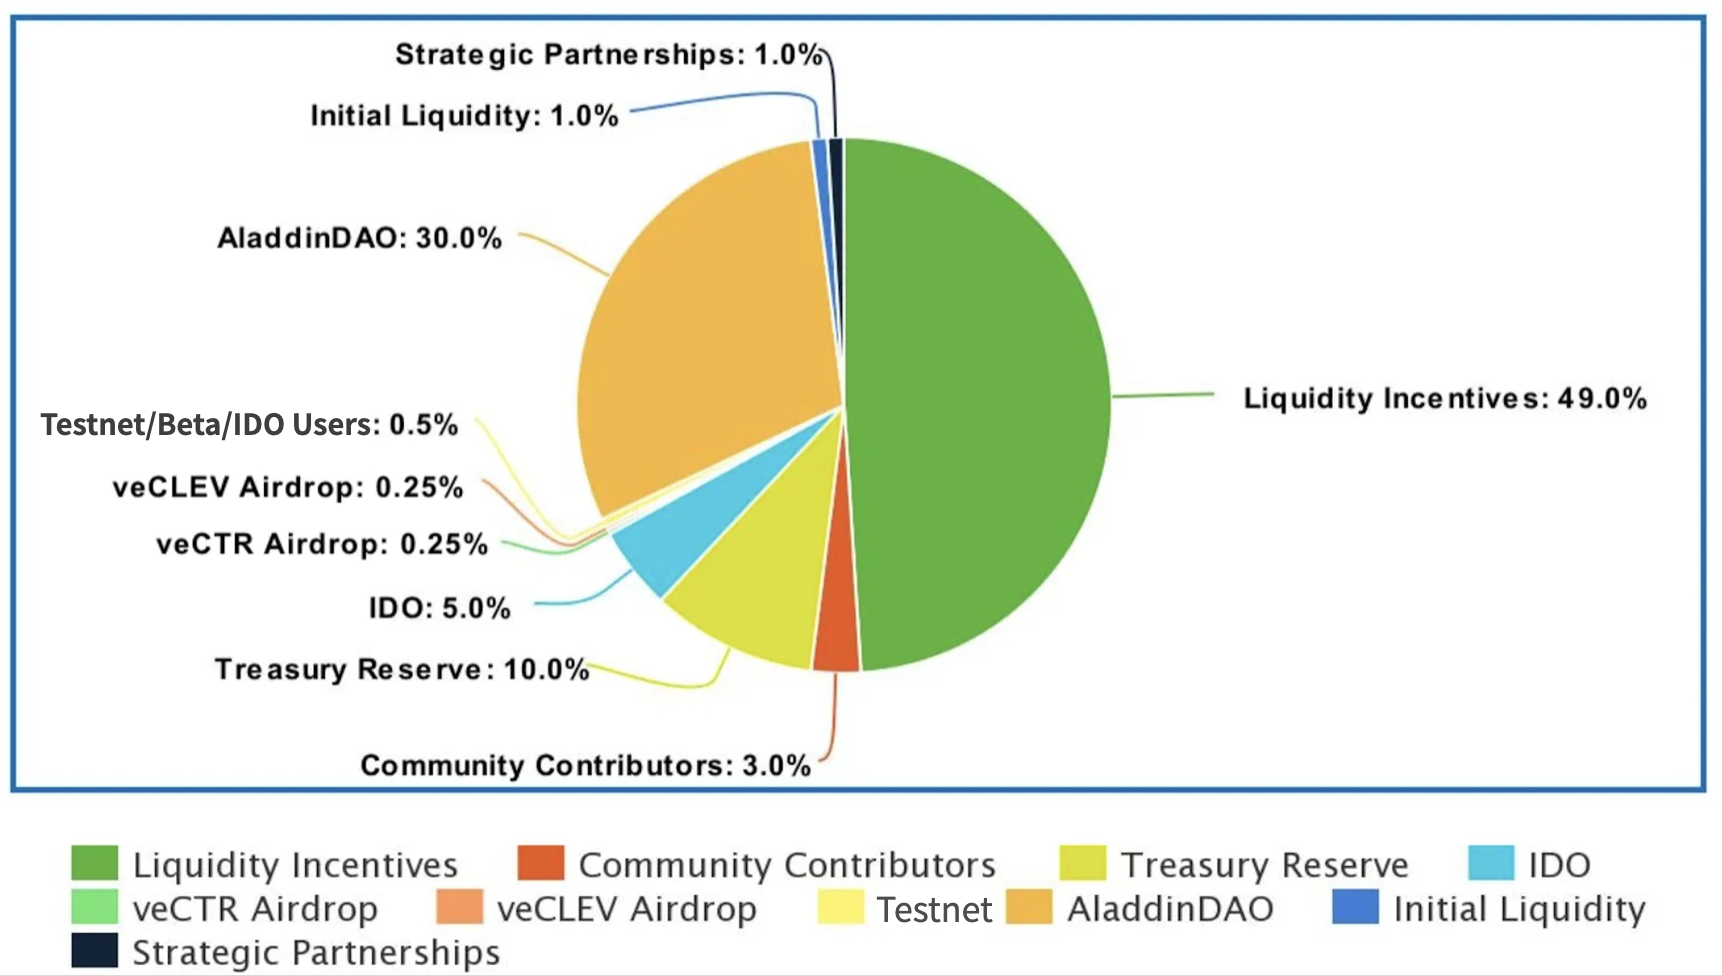 Strategic Partnerships: 1.0%
Initial Liquidity: 1.0%
AladdinDAO: 30.0%
Liquidity Incentives: 49.0%
Testnet/Beta/IDO Users: 0.5%
veCLEV Airdrop: 0.25%
veCTR Airdrop: 0.25%
IDO: 5.0%
Treasury Reserve: 10.0%
Community Contributors: 3.0%
Liquidity Incentives Community Contributors Treasury Reserve IDO
veCTR Airdrop veCLEV Airdrop Testnet AladdinDAO Initial Liquidity
Strategic Partnerships